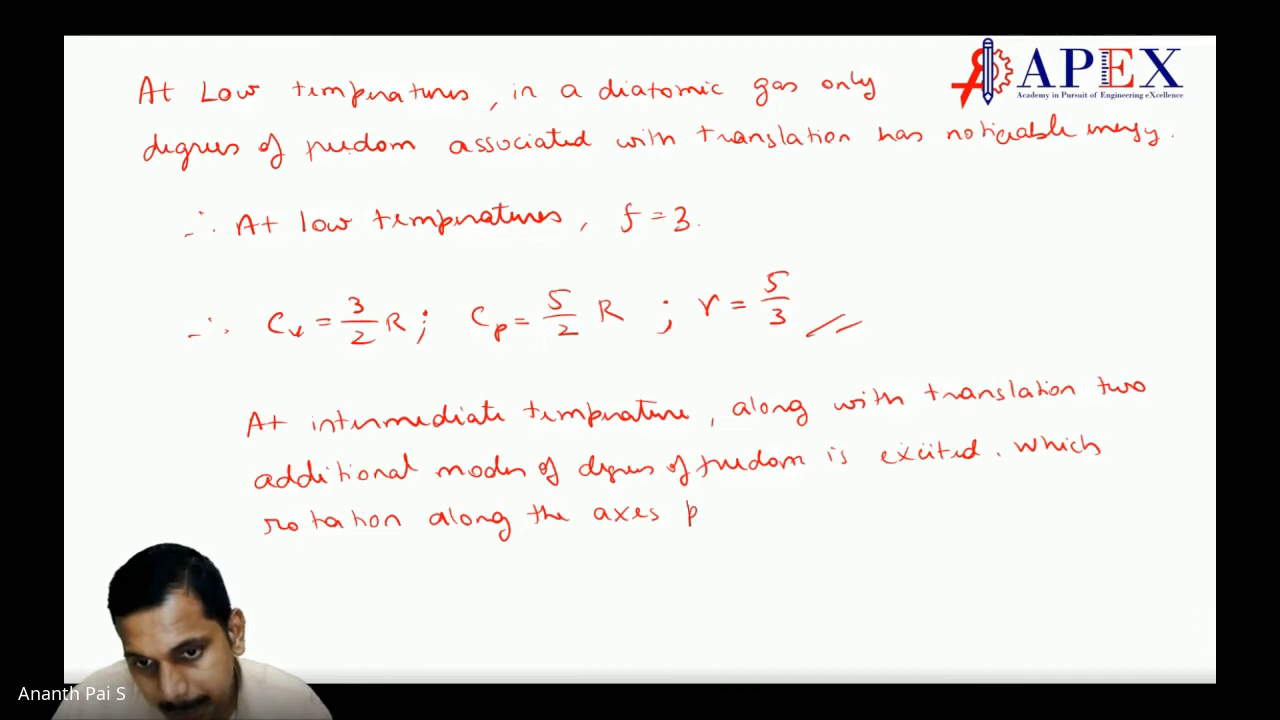 APEX
Academy in Pursuit of Engineering eXcellence
At Low temperatures, in a diatomic gas only
degrees of freedom associated with translation has noticiable energy.
∴ At low temperatures, f = 3.
∴ Cv = 3/2 R; Cp = 5/2 R ; γ = 5/3 //
At intermediate temperature, along with translation two
additional modes of degrees of freedom is excited. which
rotation along the axes p
Ananth Pai S